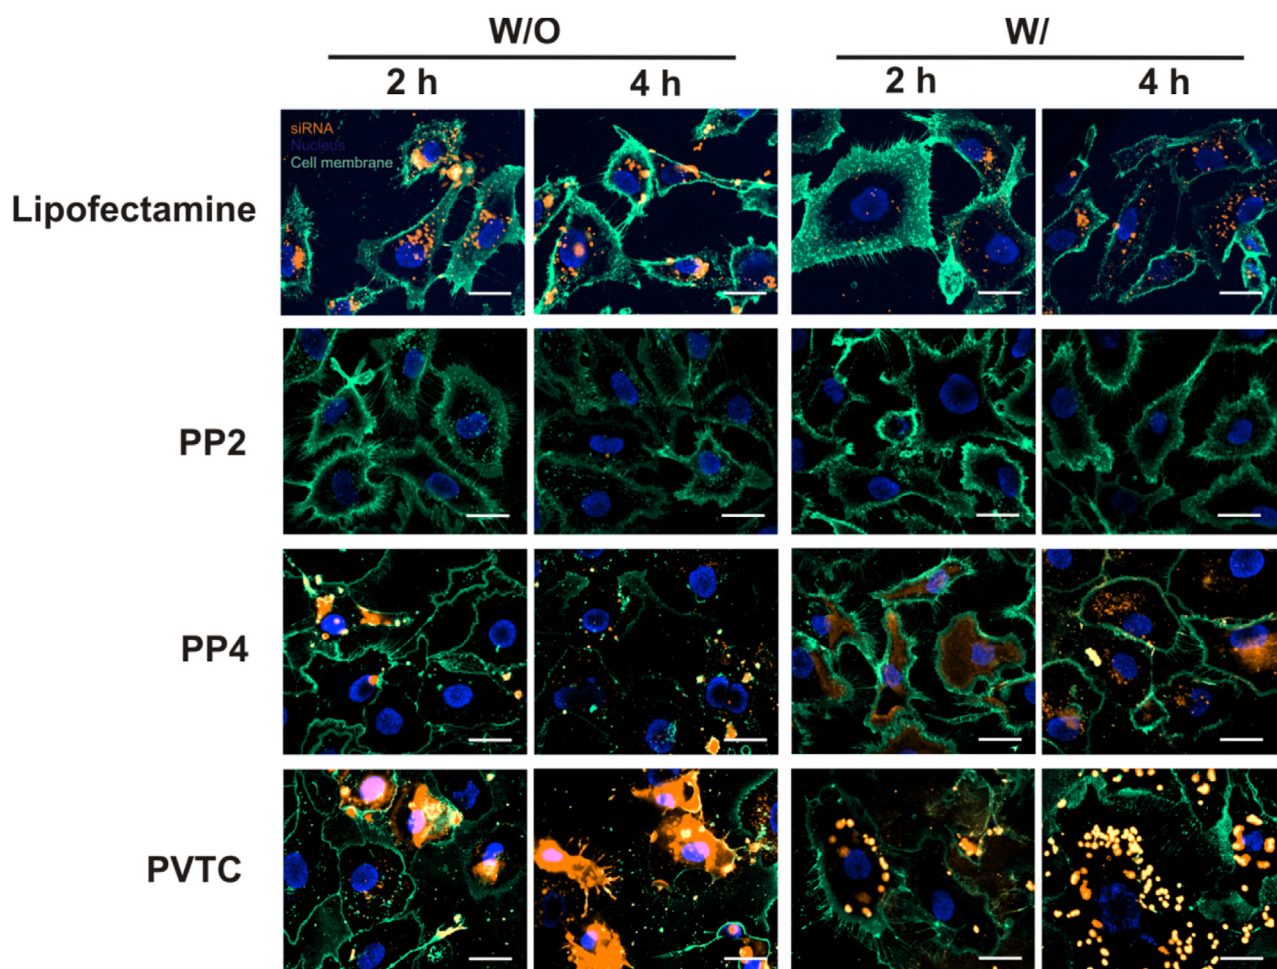 W/O W/
2 h 4 h 2 h 4 h
siRNA
Nucleus
Cell membrane
Lipofectamine
PP2
PP4
PVTC